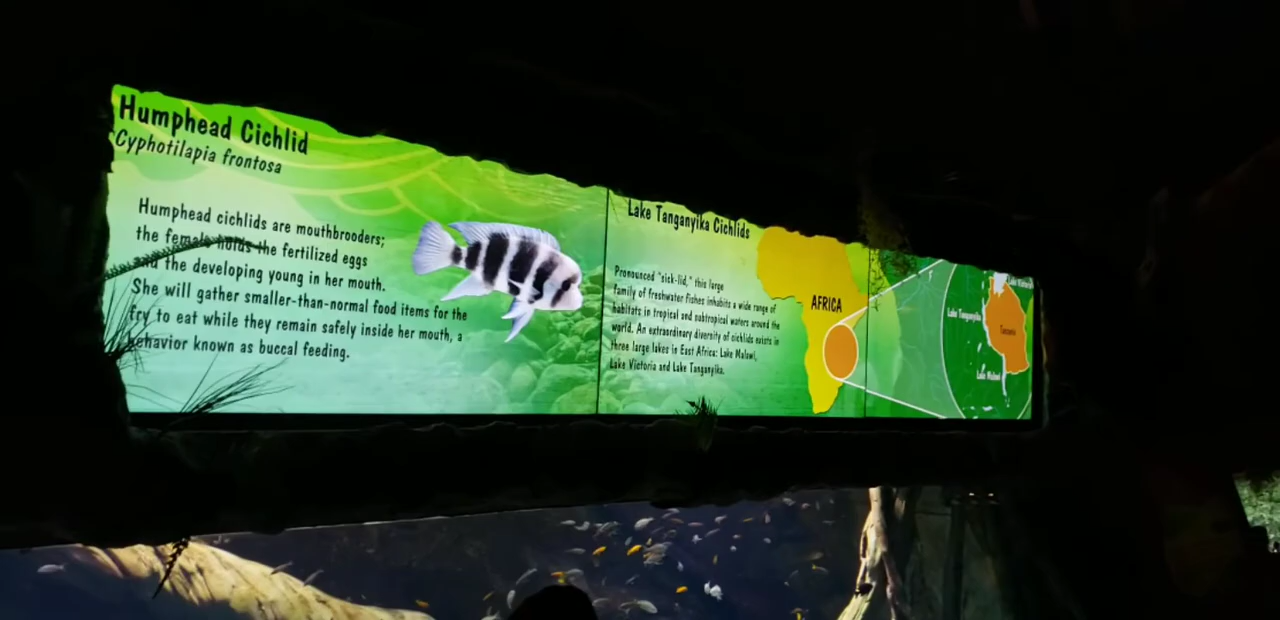 Humphead Cichlid
Cyphotilapia frontosa
Humphead cichlids are mouthbrooders;
the female holds the fertilized eggs
and the developing young in her mouth.
She will gather smaller-than-normal food items for the
fry to eat while they remain safely inside her mouth, a
behavior known as buccal feeding.
Lake Tanganyika Cichlids
Pronounced "sick-lid," this large
family of freshwater fishes inhabits a wide range of
habitats in tropical and subtropical waters around the
world. An extraordinary diversity of cichlids exists in
three large lakes in East Africa: Lake Malawi,
Lake Victoria and Lake Tanganyika.
AFRICA
Lake Victoria
Lake Tanganyika
Tanzania
Lake Malawi